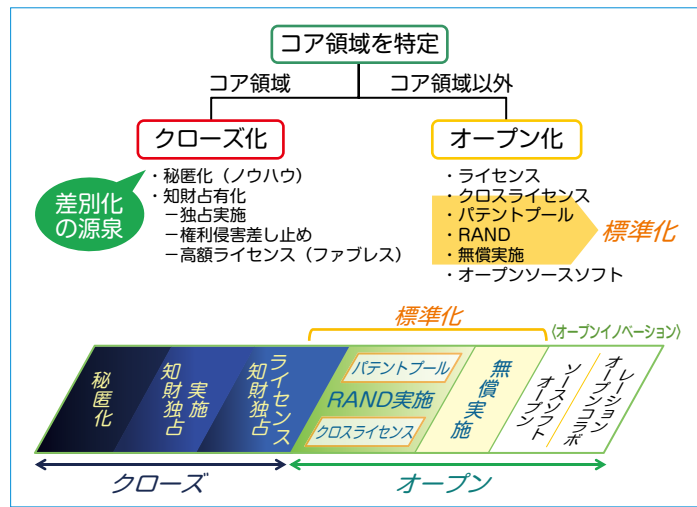 コア領域を特定
コア領域
コア領域以外
クローズ化
オープン化
差別化
の源泉
・秘匿化（ノウハウ）
・知財占有化
－独占実施
－権利侵害差し止め
－高額ライセンス（ファブレス）
・ライセンス
・クロスライセンス
・パテントプール
・RAND
・無償実施
・オープンソースソフト
標準化
標準化
〈オープンイノベーション〉
秘匿化
知財独占
実施
知財独占
ライセンス
パテントプール
RAND実施
クロスライセンス
無償実施
オープン
ソースソフト
オープンコラボ
レーション
クローズ
オープン